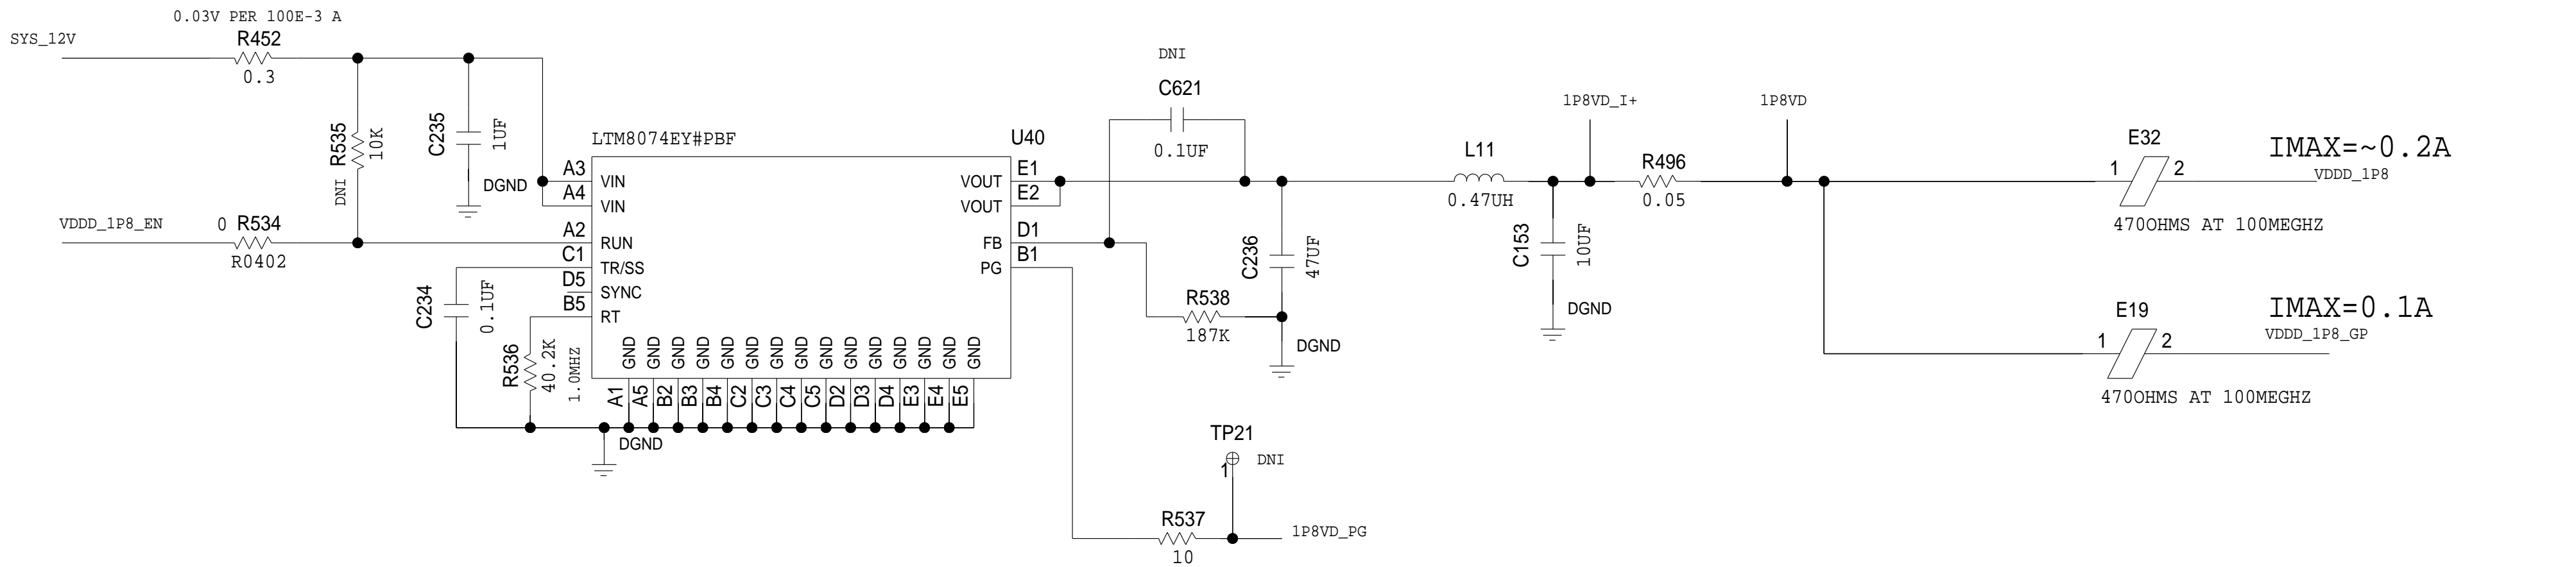 0.03V PER 100E-3 A
SYS_12V
R452
0.3
R535
10K
DNI
C235
1UF
DGND
VDDD_1P8_EN
0 R534
R0402
C234
0.1UF
R536
40.2K
1.0MHZ
LTM8074EY#PBF
U40
A3 VIN
A4 VIN
A2 RUN
C1 TR/SS
D5 SYNC
B5 RT
VOUT E1
VOUT E2
FB D1
PG B1
GND GND GND GND GND GND GND GND GND GND GND GND GND GND GND
A1 A5 B2 B3 B4 C2 C3 C4 C5 D2 D3 D4 E3 E4 E5
DGND
DNI
C621
0.1UF
C236
47UF
R538
187K
DGND
L11
0.47UH
C153
10UF
DGND
1P8VD_I+
R496
0.05
1P8VD
E32
1 2
470OHMS AT 100MEGHZ
IMAX=~0.2A
VDDD_1P8
E19
1 2
470OHMS AT 100MEGHZ
IMAX=0.1A
VDDD_1P8_GP
TP21
1 DNI
R537
10
1P8VD_PG